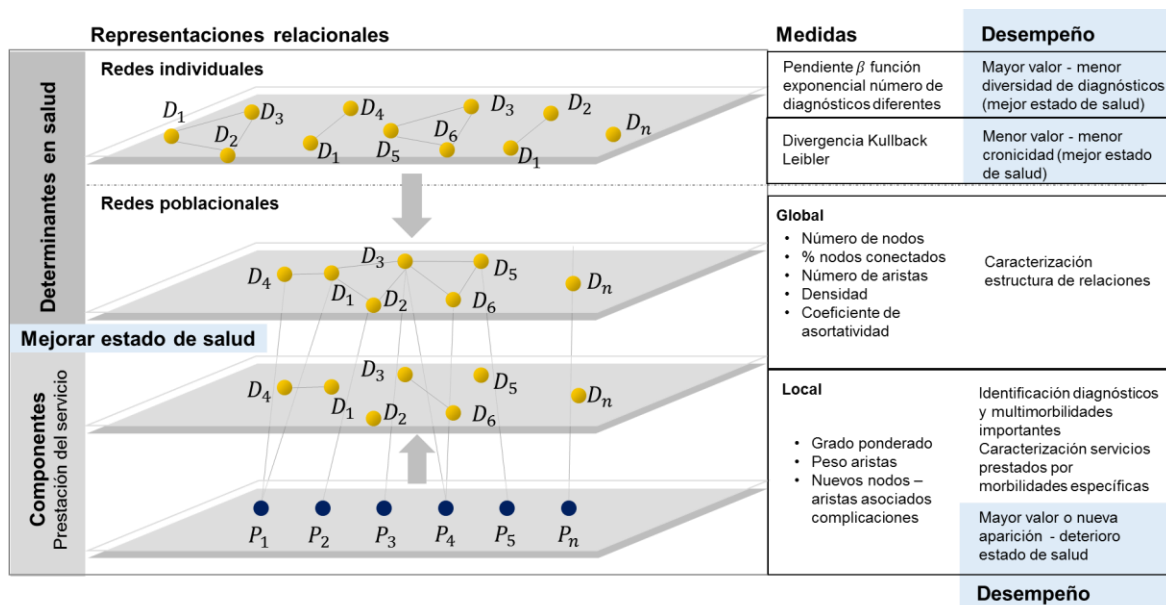 Representaciones relacionales
Medidas
Desempeño
Determinantes en salud
Redes individuales
D1
D2
D3
D4
D1
D5
D6
D3
D2
D1
Dn
Pendiente β función
exponencial número de
diagnósticos diferentes
Mayor valor - menor
diversidad de diagnósticos
(mejor estado de salud)
Divergencia Kullback
Leibler
Menor valor - menor
cronicidad (mejor estado
de salud)
Redes poblacionales
D4
D1
D3
D2
D5
D6
Dn
Global
• Número de nodos
• % nodos conectados
• Número de aristas
• Densidad
• Coeficiente de
asortatividad
Caracterización
estructura de relaciones
Mejorar estado de salud
Componentes
Prestación del servicio
D4
D1
D3
D2
D5
D6
Dn
P1
P2
P3
P4
P5
Pn
Local
• Grado ponderado
• Peso aristas
• Nuevos nodos –
aristas asociados
complicaciones
Identificación diagnósticos
y multimorbilidades
importantes
Caracterización servicios
prestados por
morbilidades específicas
Mayor valor o nueva
aparición - deterioro
estado de salud
Desempeño